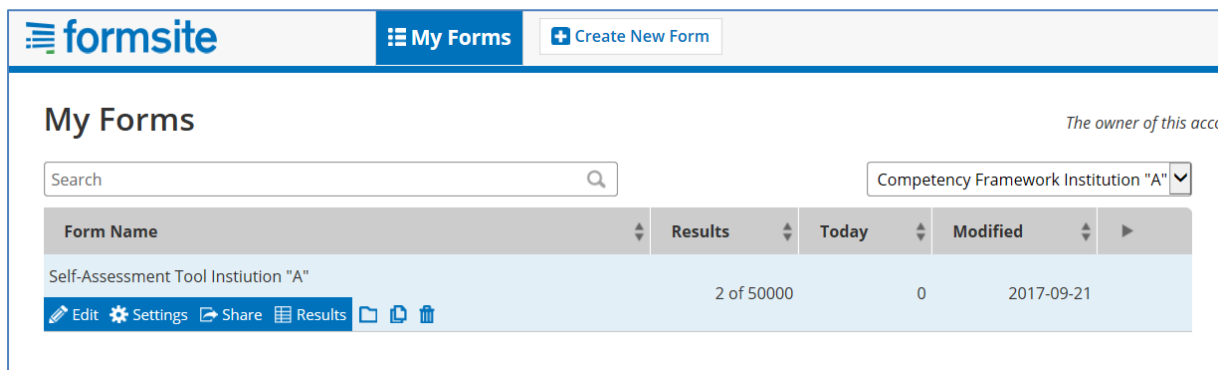 formsite My Forms Create New Form
My Forms
The owner of this acco
Search Competency Framework Institution "A"
Form Name Results Today Modified
Self-Assessment Tool Instiution "A"
2 of 50000 0 2017-09-21
Edit Settings Share Results